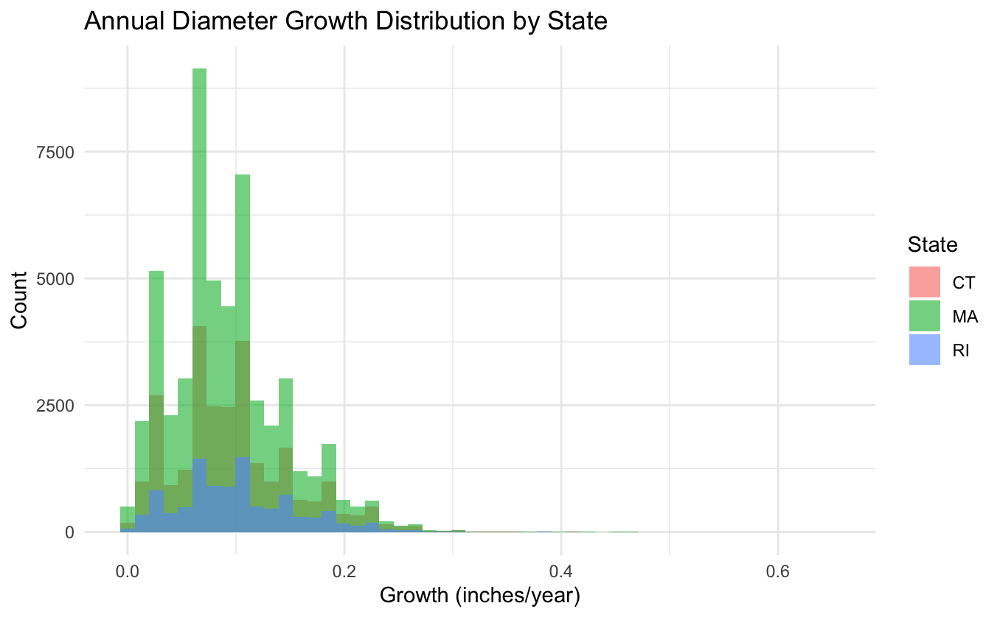 Annual Diameter Growth Distribution by State
Count
7500
5000
2500
0
0.0 0.2 0.4 0.6
Growth (inches/year)
State
CT
MA
RI